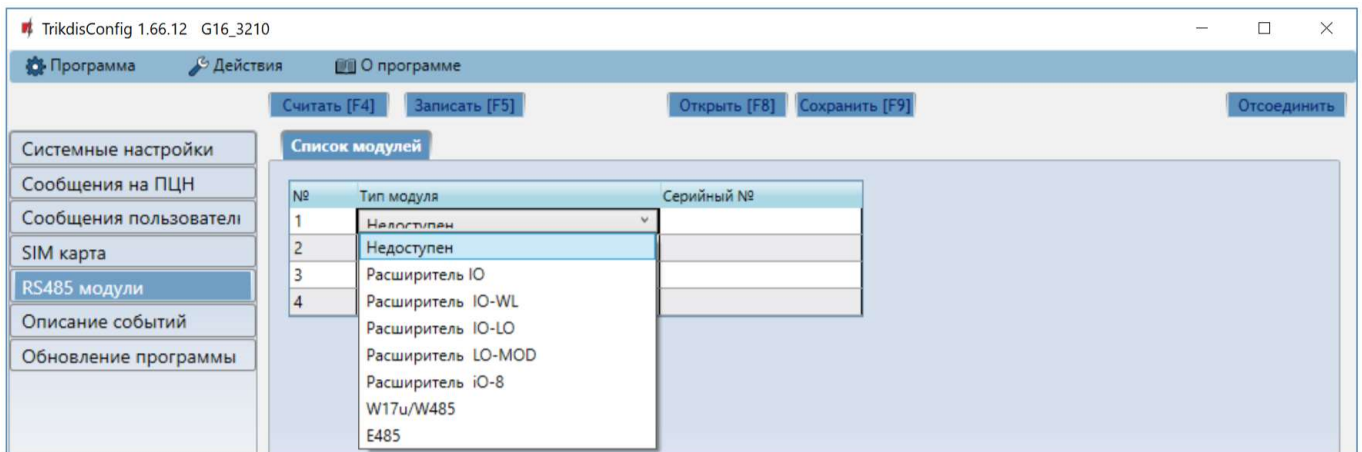 TrikdisConfig 1.66.12 G16_3210
Программа Действия О программе
Считать [F4] Записать [F5] Открыть [F8] Сохранить [F9] Отсоединить
Системные настройки
Сообщения на ПЦН
Сообщения пользовател
SIM карта
RS485 модули
Описание событий
Обновление программы
Список модулей
№ Тип модуля Серийный №
1 Недоступен
2
3
4
Недоступен
Расширитель IO
Расширитель IO-WL
Расширитель IO-LO
Расширитель LO-MOD
Расширитель iO-8
W17u/W485
E485